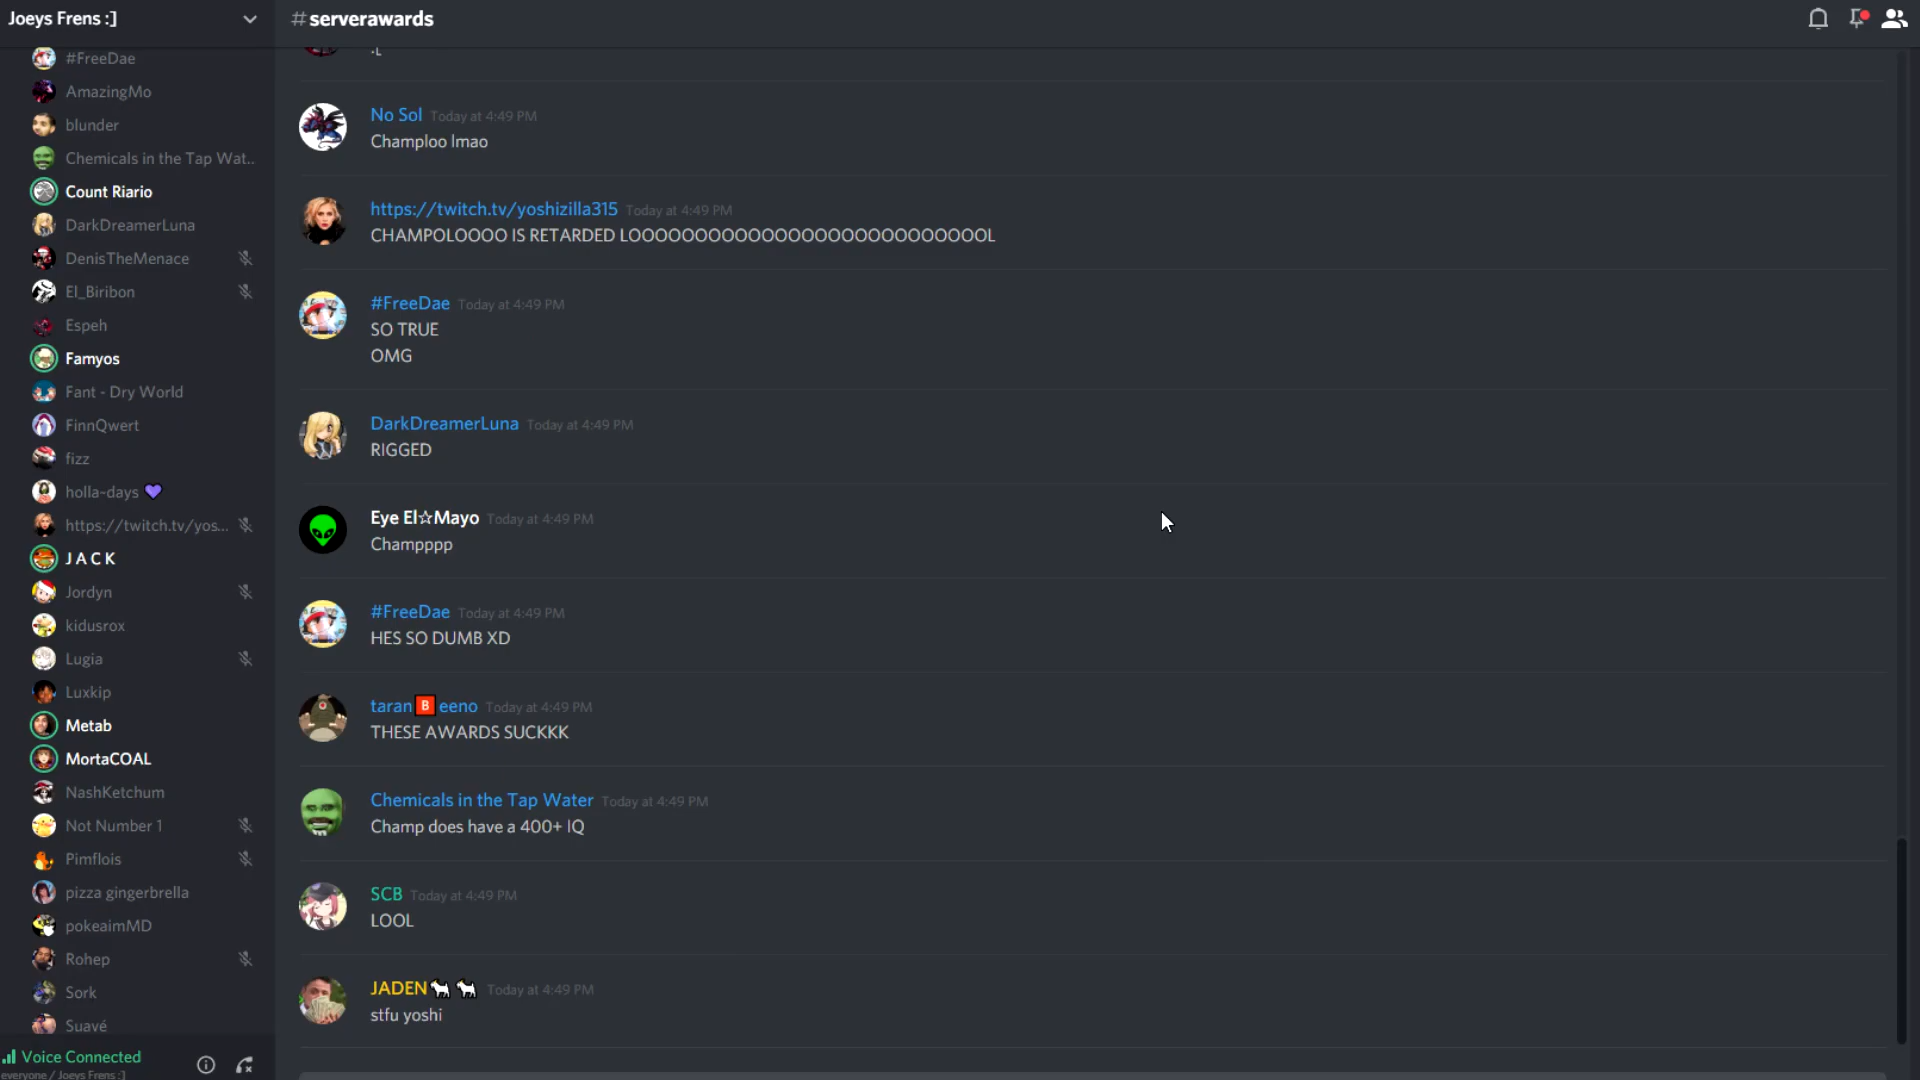 Joeys Frens :]
#FreeDae
AmazingMo
blunder
Chemicals in the Tap Wat..
Count Riario
DarkDreamerLuna
DenisTheMenace
El_Biribon
Espeh
Famyos
Fant - Dry World
FinnQwert
fizz
holla-days 💜
https://twitch.tv/yos...
J A C K
Jordyn
kidusrox
Lugia
Luxkip
Metab
MortaCOAL
NashKetchum
Not Number 1
Pimflois
pizza gingerbrella
pokeaimMD
Rohep
Sork
Suavé
Voice Connected
everyone / Joeys Frens :]
# serverawards
No Sol Today at 4:49 PM
Champloo lmao
https://twitch.tv/yoshizilla315 Today at 4:49 PM
CHAMPOLOOOO IS RETARDED LOOOOOOOOOOOOOOOOOOOOOOOOOOOL
#FreeDae Today at 4:49 PM
SO TRUE
OMG
DarkDreamerLuna Today at 4:49 PM
RIGGED
Eye El☆Mayo Today at 4:49 PM
Champppp
#FreeDae Today at 4:49 PM
HES SO DUMB XD
taran🅱eeno Today at 4:49 PM
THESE AWARDS SUCKKK
Chemicals in the Tap Water Today at 4:49 PM
Champ does have a 400+ IQ
SCB Today at 4:49 PM
LOOL
JADEN🐐🐐 Today at 4:49 PM
stfu yoshi